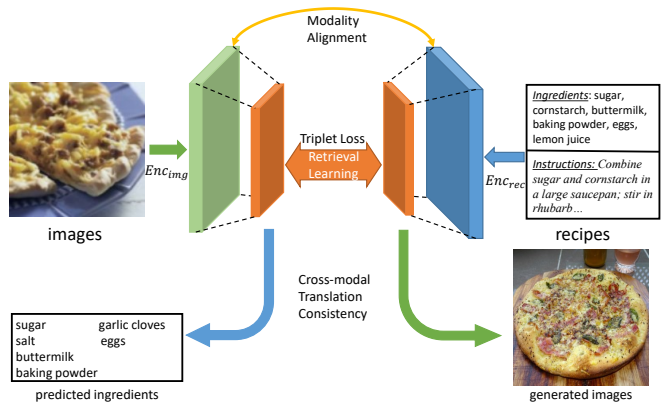 Modality
Alignment
Enc_img
images
Triplet Loss
Retrieval
Learning
Enc_rec
Ingredients: sugar,
cornstarch, buttermilk,
baking powder, eggs,
lemon juice
Instructions: Combine
sugar and cornstarch in
a large saucepan; stir in
rhubarb...
recipes
Cross-modal
Translation
Consistency
sugar garlic cloves
salt eggs
buttermilk
baking powder
predicted ingredients
generated images